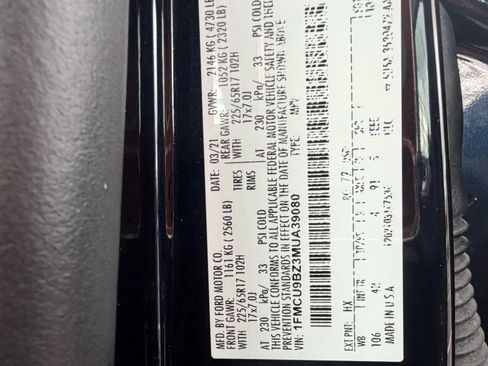 MFD. BY FORD MOTOR CO.
03/21 GVWR: 2146 KG ( 4730 LB
FRONT GAWR: 1161 KG ( 2560 LB) REAR GAWR: 1052 KG ( 2320 LB)
WITH 225/65R17 102H TIRES WITH 225/65R17 102H
17x7.0J RIMS 17x7.0J
AT 230 kPa/ 33 PSI COLD AT 230 kPa/ 33 PSI COLD
THIS VEHICLE CONFORMS TO ALL APPLICABLE FEDERAL MOTOR VEHICLE SAFETY AND THEFT
PREVENTION STANDARDS IN EFFECT ON THE DATE OF MANUFACTURE SHOWN ABOVE
VIN: 1FMCU9BZ3MUA39080 TYPE: MPV
EXT PNT: HX
WB
106
MADE IN U.S.A.